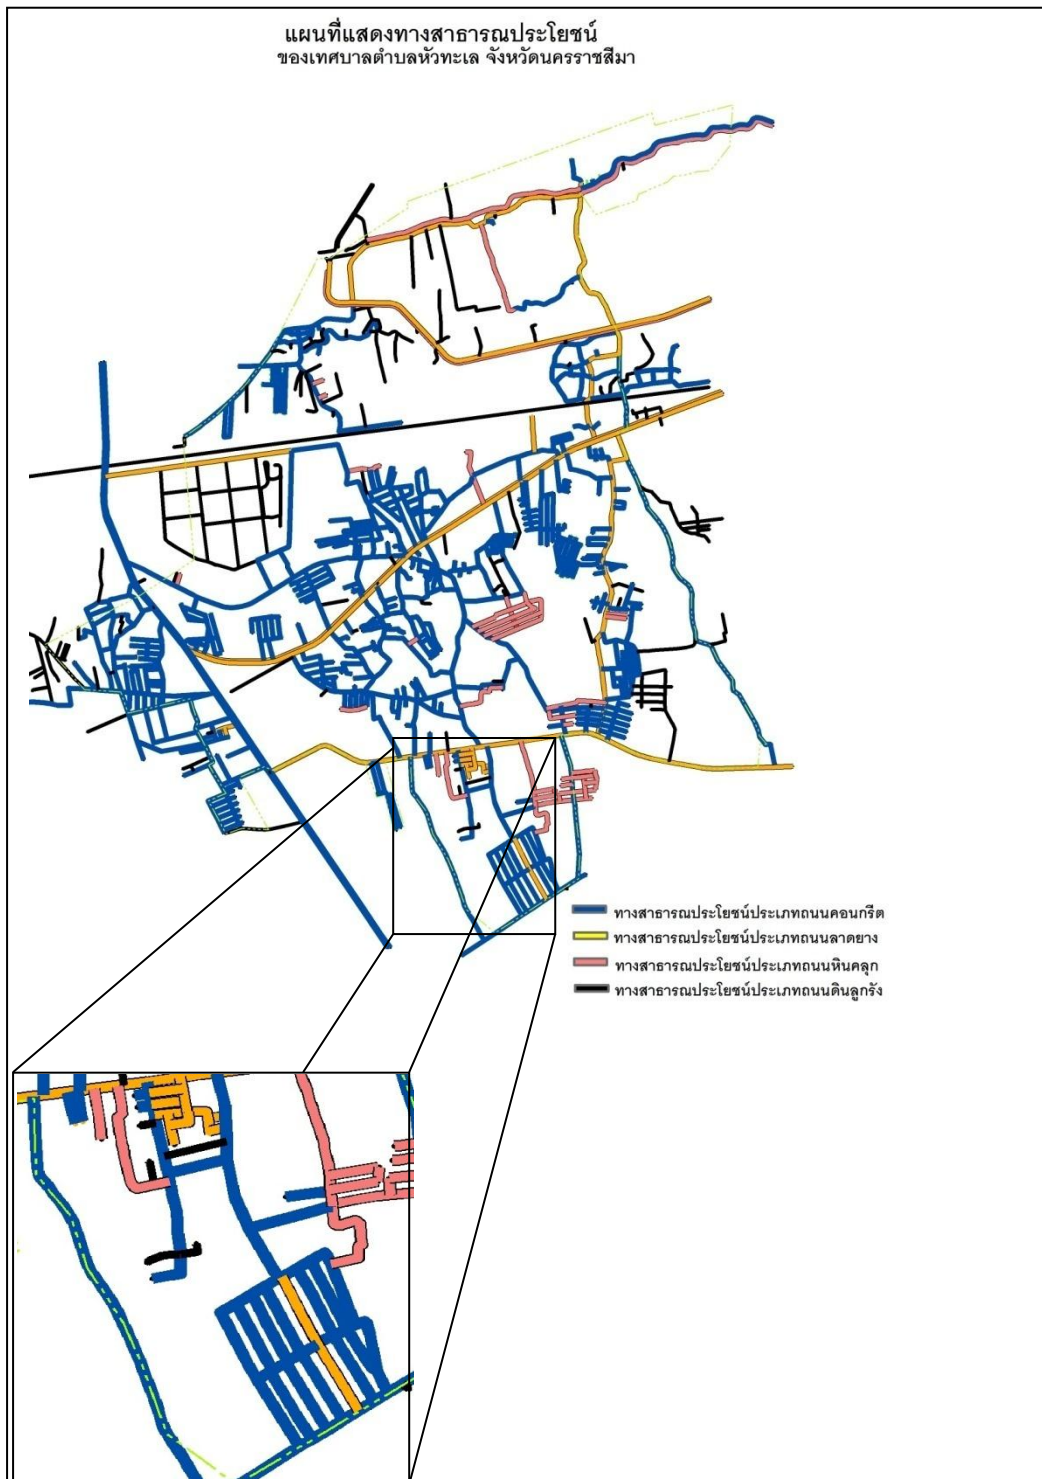 แผนที่แสดงทางสาธารณประโยชน์
ของเทศบาลตำบลหัวทะเล จังหวัดนครราชสีมา
ทางสาธารณประโยชน์ประเภทถนนคอนกรีต
ทางสาธารณประโยชน์ประเภทถนนลาดยาง
ทางสาธารณประโยชน์ประเภทถนนหินคลุก
ทางสาธารณประโยชน์ประเภทถนนดินลูกรัง